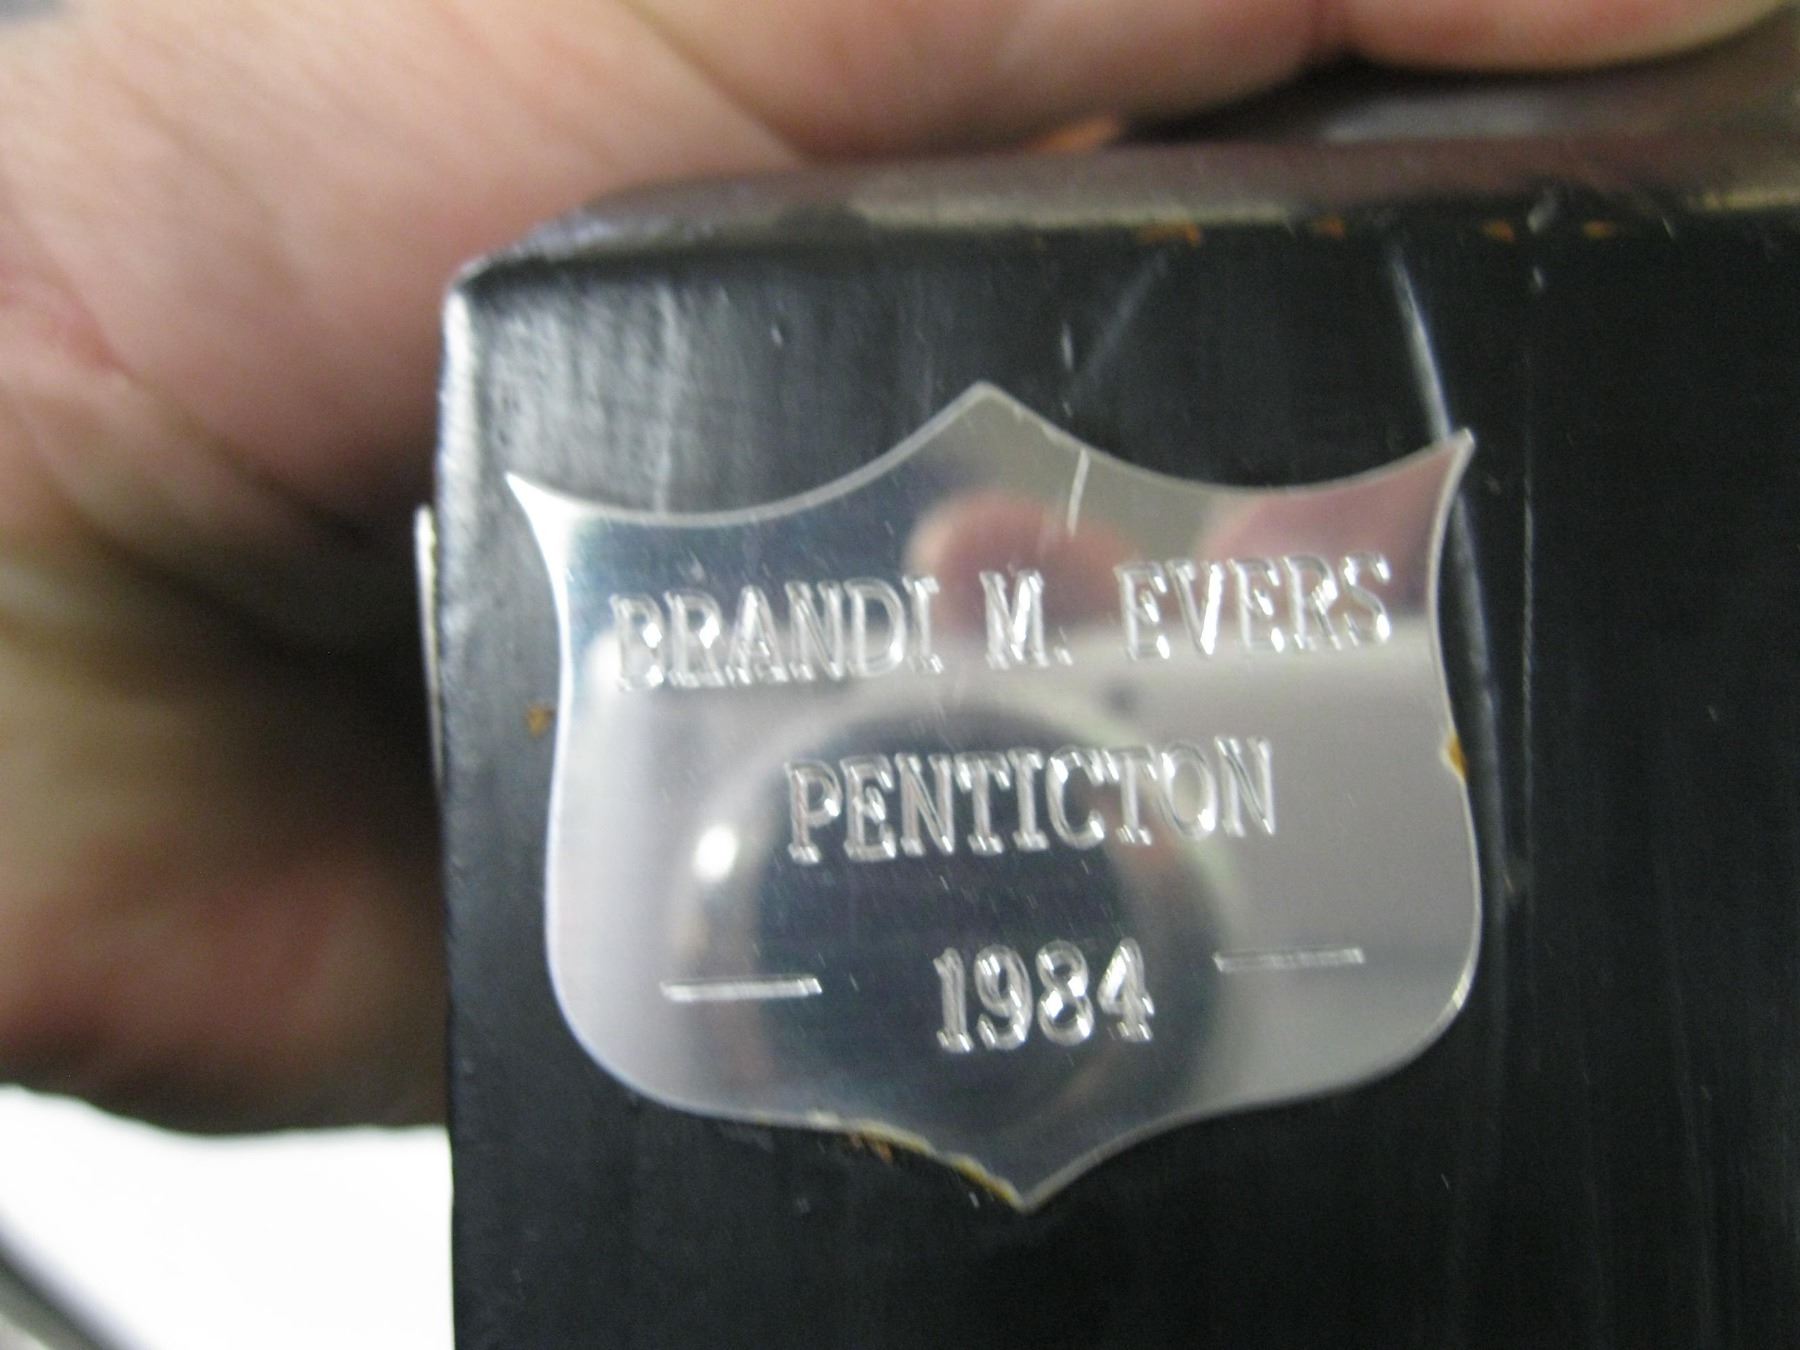 BRANDI M. EVERS
PENTICTON
— 1984 —